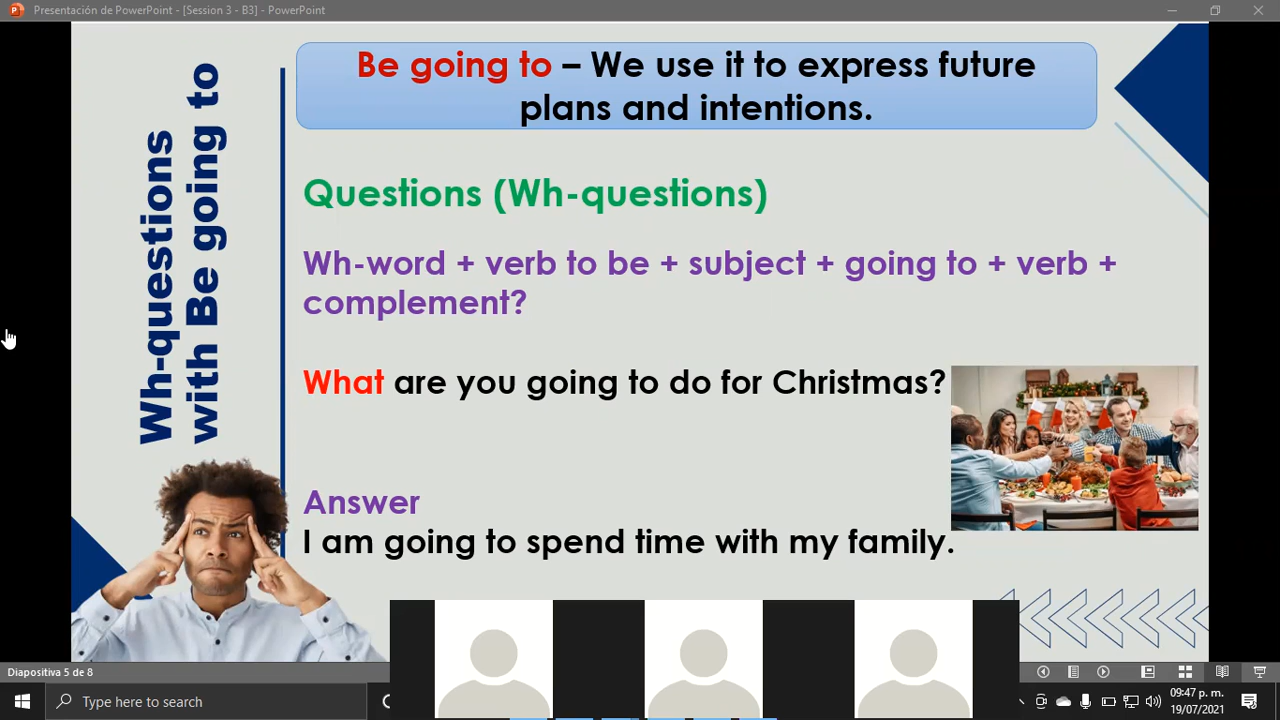 Presentación de PowerPoint - [Session 3 - B3] - PowerPoint
Wh-questions
with Be going to
Be going to – We use it to express future
plans and intentions.
Questions (Wh-questions)
Wh-word + verb to be + subject + going to + verb +
complement?
What are you going to do for Christmas?
Answer
I am going to spend time with my family.
Diapositiva 5 de 8
Type here to search
09:47 p. m.
19/07/2021